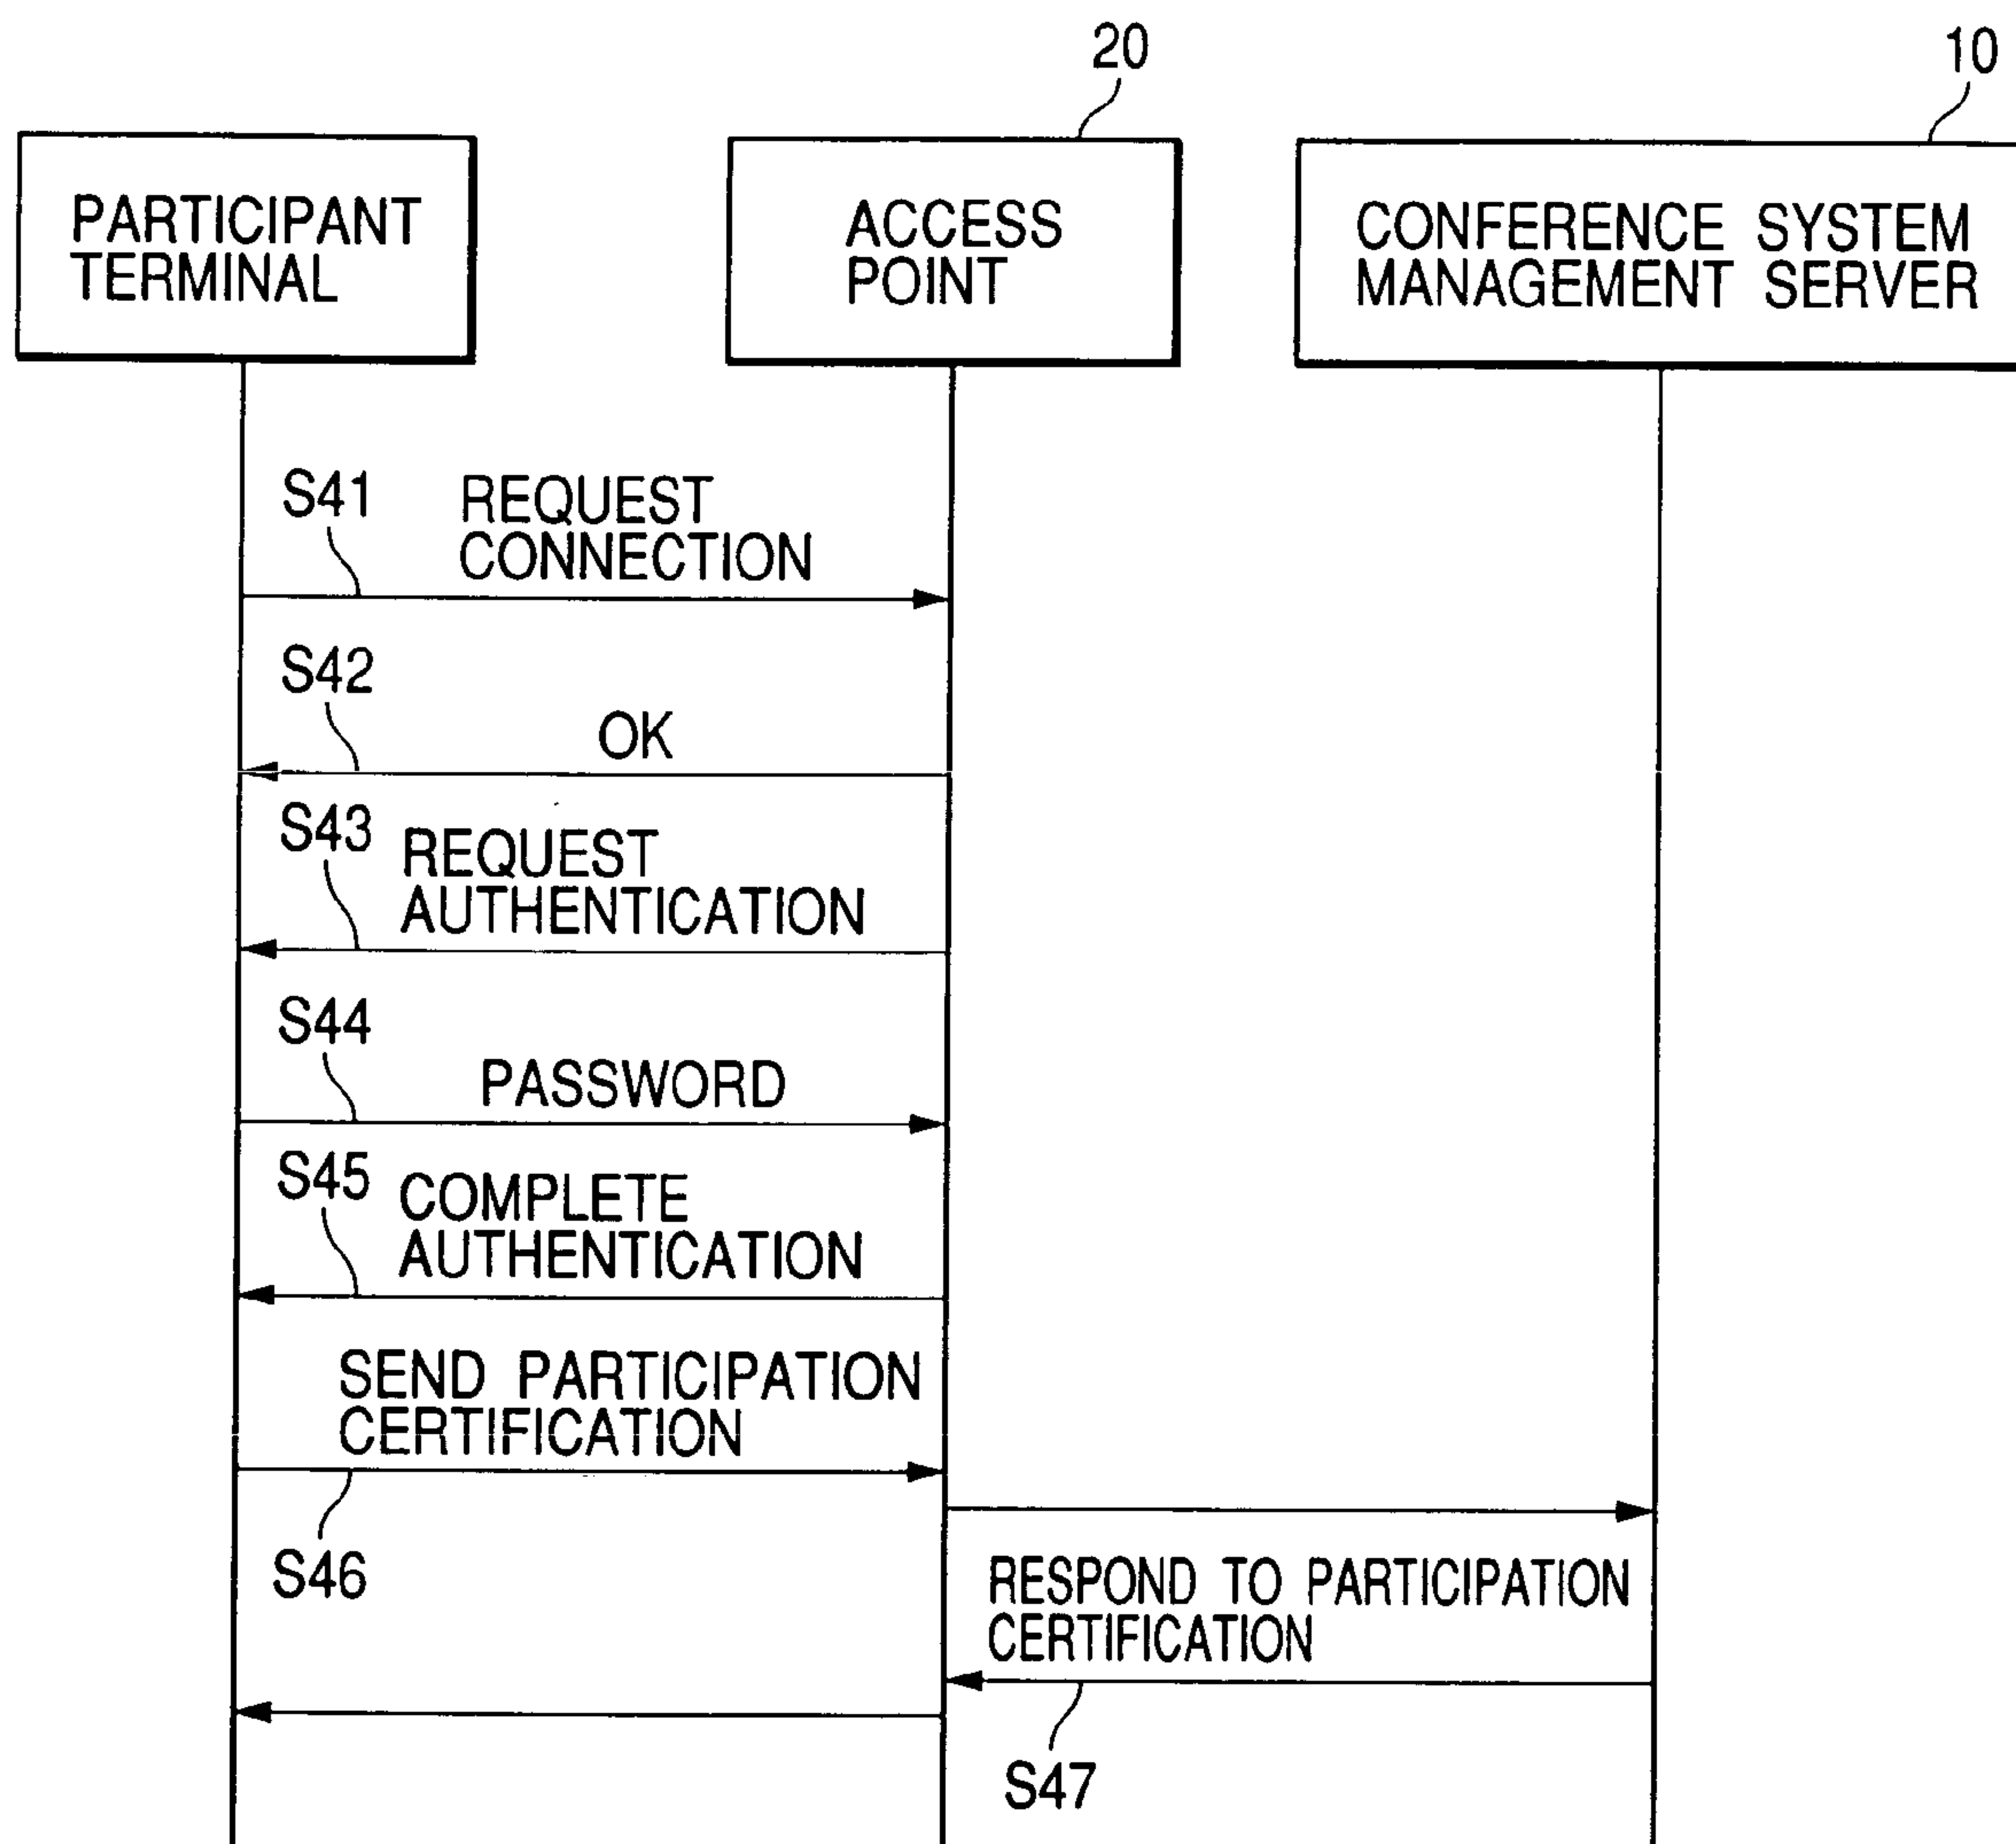 20
10
PARTICIPANT
TERMINAL
ACCESS
POINT
CONFERENCE SYSTEM
MANAGEMENT SERVER
S41
REQUEST
CONNECTION
S42
OK
S43
REQUEST
AUTHENTICATION
S44
PASSWORD
S45
COMPLETE
AUTHENTICATION
SEND PARTICIPATION
CERTIFICATION
S46
RESPOND TO PARTICIPATION
CERTIFICATION
S47